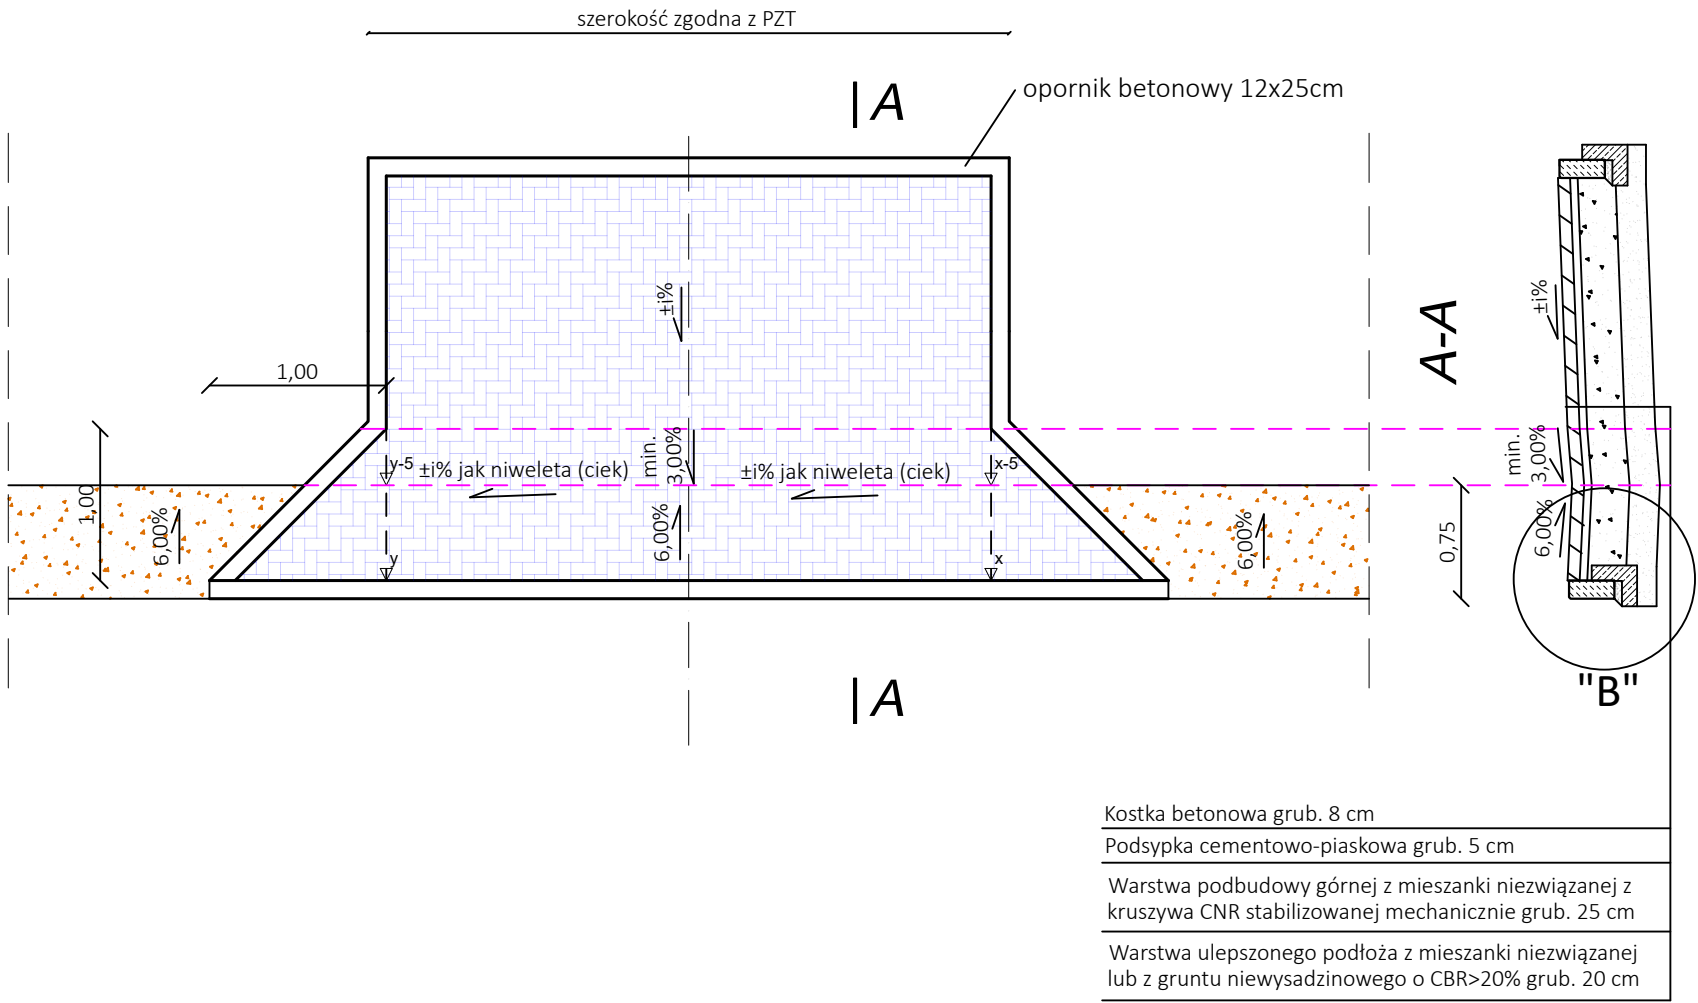 szerokość zgodna z PZT
A
opornik betonowy 12x25cm
±i%
±i%
A-A
1,00
min.
3,00%
min.
3,00%
y-5
±i% jak niweleta (ciek)
±i% jak niweleta (ciek)
x-5
1,00
6,00%
6,00%
6,00%
0,75
6,00%
y
x
A
"B"
Kostka betonowa grub. 8 cm
Podsypka cementowo-piaskowa grub. 5 cm
Warstwa podbudowy górnej z mieszanki niezwiązanej z
kruszywa CNR stabilizowanej mechanicznie grub. 25 cm
Warstwa ulepszonego podłoża z mieszanki niezwiązanej
lub z gruntu niewysadzinowego o CBR>20% grub. 20 cm